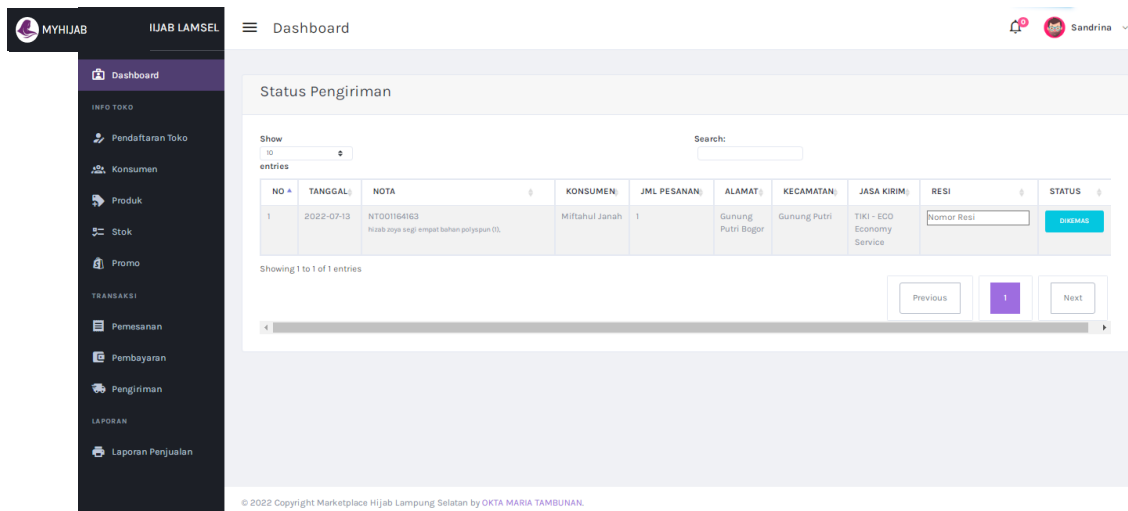 MYHIJAB
IIJAB LAMSEL
Dashboard
0
Sandrina
Dashboard
INFO TOKO
Pendaftaran Toko
Konsumen
Produk
Stok
Promo
TRANSAKSI
Pemesanan
Pembayaran
Pengiriman
LAPORAN
Laporan Penjualan
Status Pengiriman
Show
10
entries
Search:
NO TANGGAL NOTA KONSUMEN JML PESANAN ALAMAT KECAMATAN JASA KIRIM RESI STATUS
1 2022-07-13 NT001164163 Miftahul Janah 1 Gunung Gunung Putri TIKI - ECO Nomor Resi DIKEMAS
hizab zoya segi empat bahan polyspun (1), Putri Bogor Economy
Service
Showing 1 to 1 of 1 entries
Previous 1 Next
© 2022 Copyright Marketplace Hijab Lampung Selatan by OKTA MARIA TAMBUNAN.